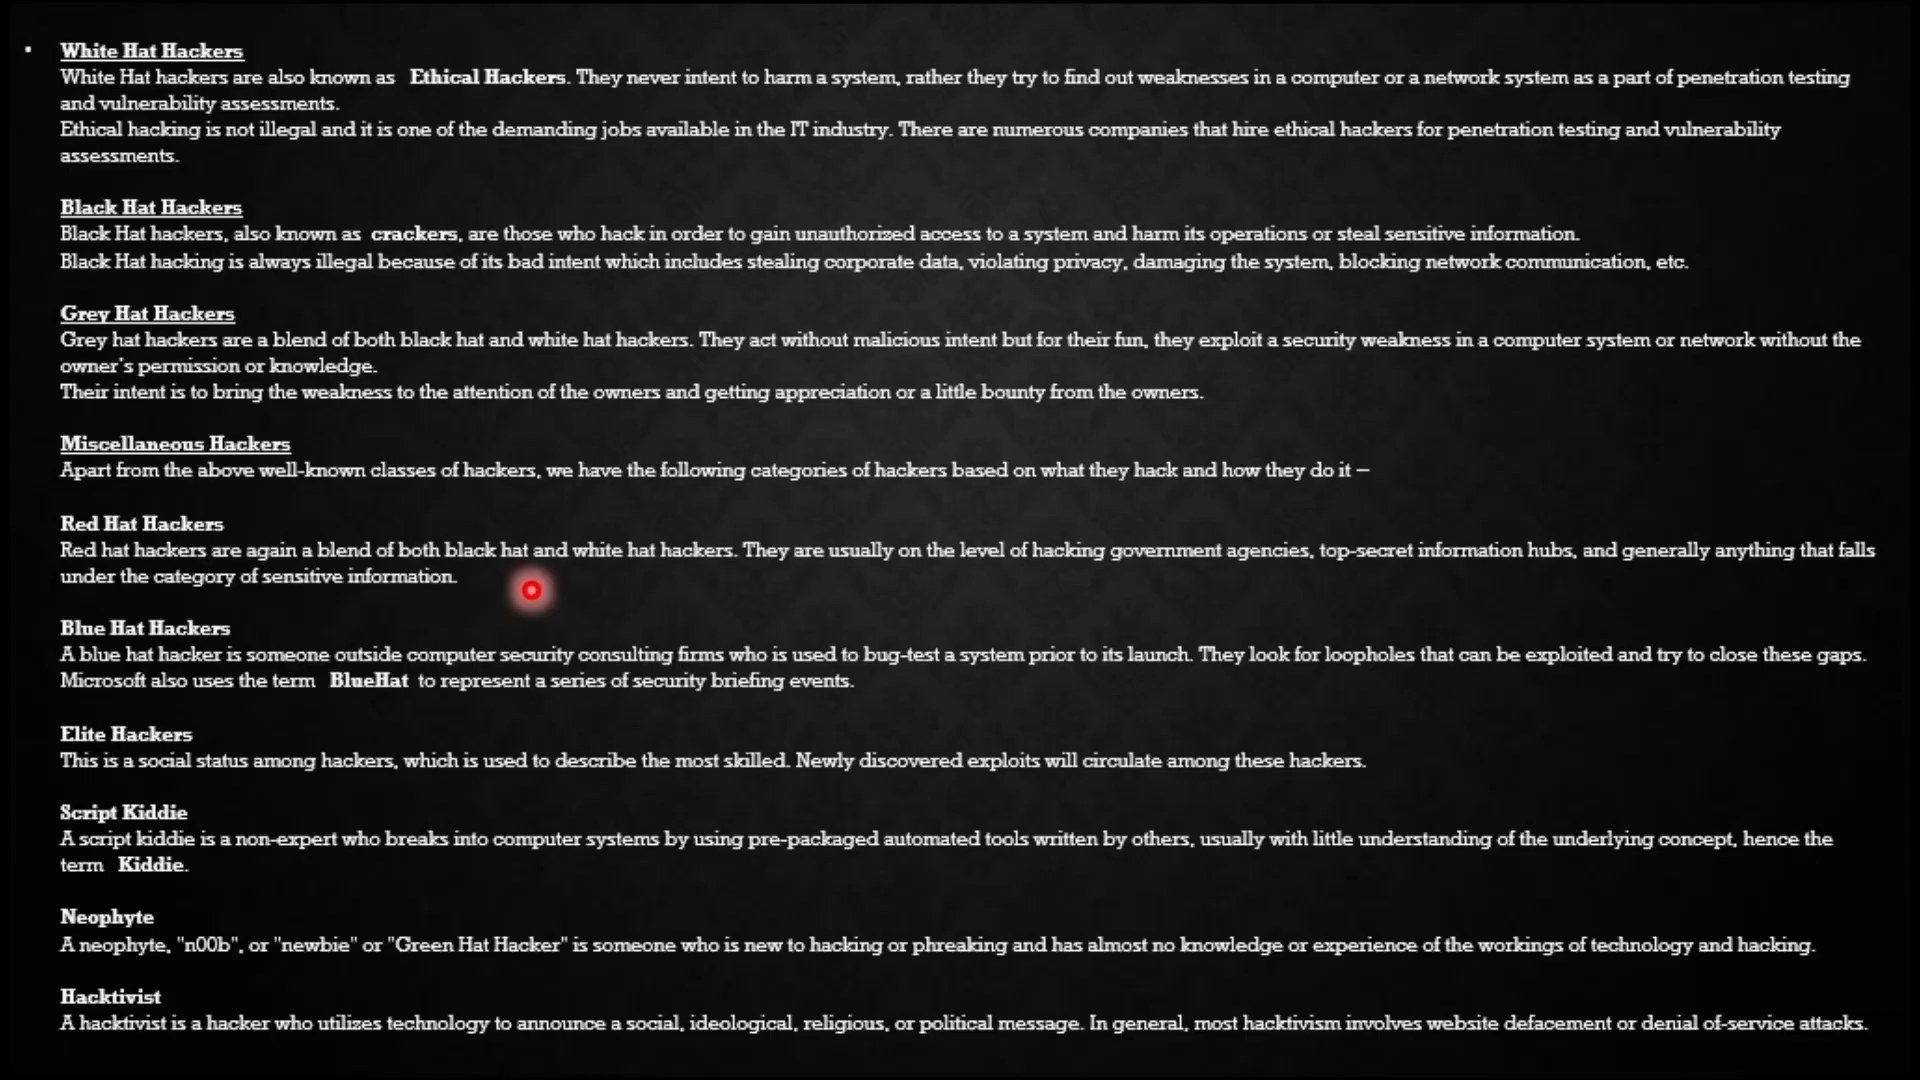 • White Hat Hackers
White Hat hackers are also known as Ethical Hackers. They never intent to harm a system, rather they try to find out weaknesses in a computer or a network system as a part of penetration testing
and vulnerability assessments.
Ethical hacking is not illegal and it is one of the demanding jobs available in the IT industry. There are numerous companies that hire ethical hackers for penetration testing and vulnerability
assessments.
Black Hat Hackers
Black Hat hackers, also known as crackers, are those who hack in order to gain unauthorized access to a system and harm its operations or steal sensitive information.
Black Hat hacking is always illegal because of its bad intent which includes stealing corporate data, violating privacy, damaging the system, blocking network communication, etc.
Grey Hat Hackers
Grey hat hackers are a blend of both black hat and white hat hackers. They act without malicious intent but for their fun, they exploit a security weakness in a computer system or network without the
owner's permission or knowledge.
Their intent is to bring the weakness to the attention of the owners and getting appreciation or a little bounty from the owners.
Miscellaneous Hackers
Apart from the above well-known classes of hackers, we have the following categories of hackers based on what they hack and how they do it –
Red Hat Hackers
Red hat hackers are again a blend of both black hat and white hat hackers. They are usually on the level of hacking government agencies, top-secret information hubs, and generally anything that falls
under the category of sensitive information.
Blue Hat Hackers
A blue hat hacker is someone outside computer security consulting firms who is used to bug-test a system prior to its launch. They look for loopholes that can be exploited and try to close these gaps.
Microsoft also uses the term BlueHat to represent a series of security briefing events.
Elite Hackers
This is a social status among hackers, which is used to describe the most skilled. Newly discovered exploits will circulate among these hackers.
Script Kiddie
A script kiddie is a non-expert who breaks into computer systems by using pre-packaged automated tools written by others, usually with little understanding of the underlying concept, hence the
term Kiddie.
Neophyte
A neophyte, "n00b", or "newbie" or "Green Hat Hacker" is someone who is new to hacking or phreaking and has almost no knowledge or experience of the workings of technology and hacking.
Hacktivist
A hacktivist is a hacker who utilizes technology to announce a social, ideological, religious, or political message. In general, most hacktivism involves website defacement or denial of-service attacks.